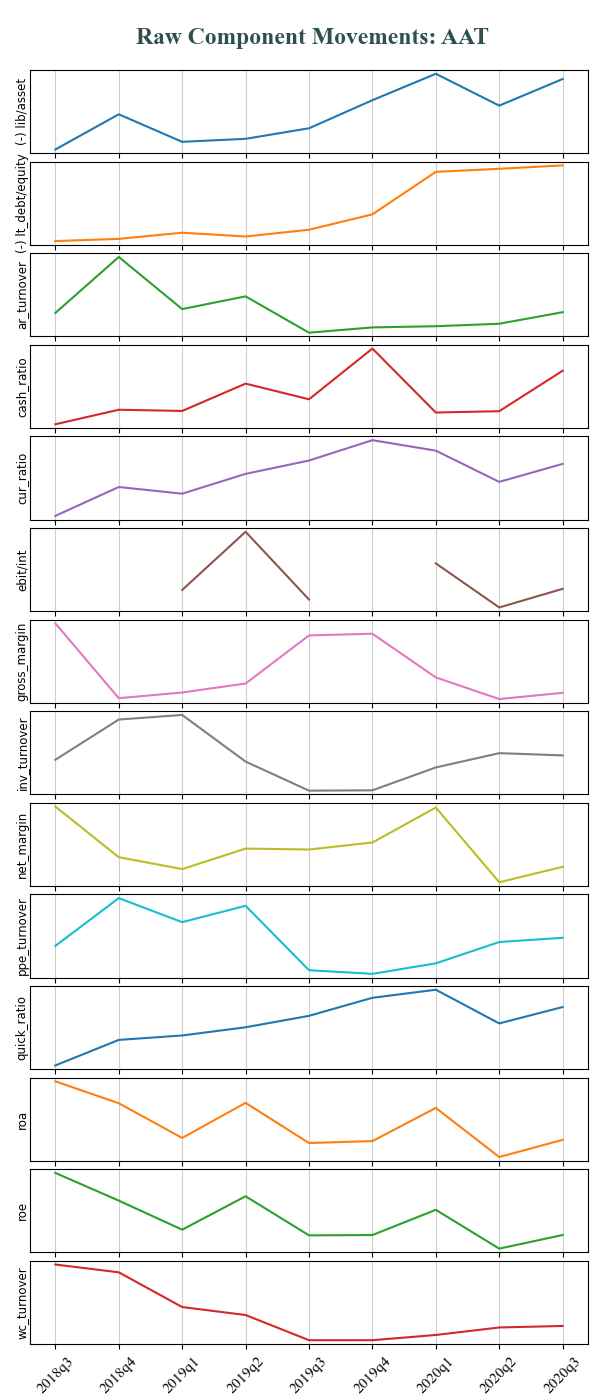 Raw Component Movements: AAT
(-) lib/asset
(-) lt_debt/equity
ar_turnover
cash_ratio
cur_ratio
ebit/int
gross_margin
inv_turnover
net_margin
ppe_turnover
quick_ratio
roa
roe
wc_turnover
2018q3 2018q4 2019q1 2019q2 2019q3 2019q4 2020q1 2020q2 2020q3